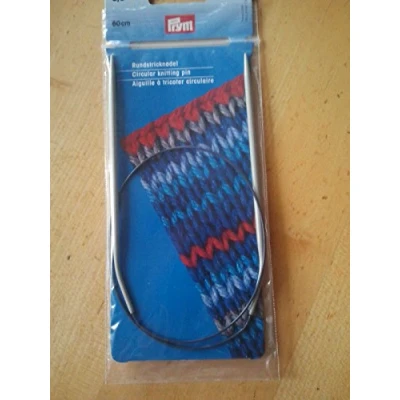 60 cm
Prym
Rundstricknadel
Circular knitting pin
Aiguille à tricoter circulaire